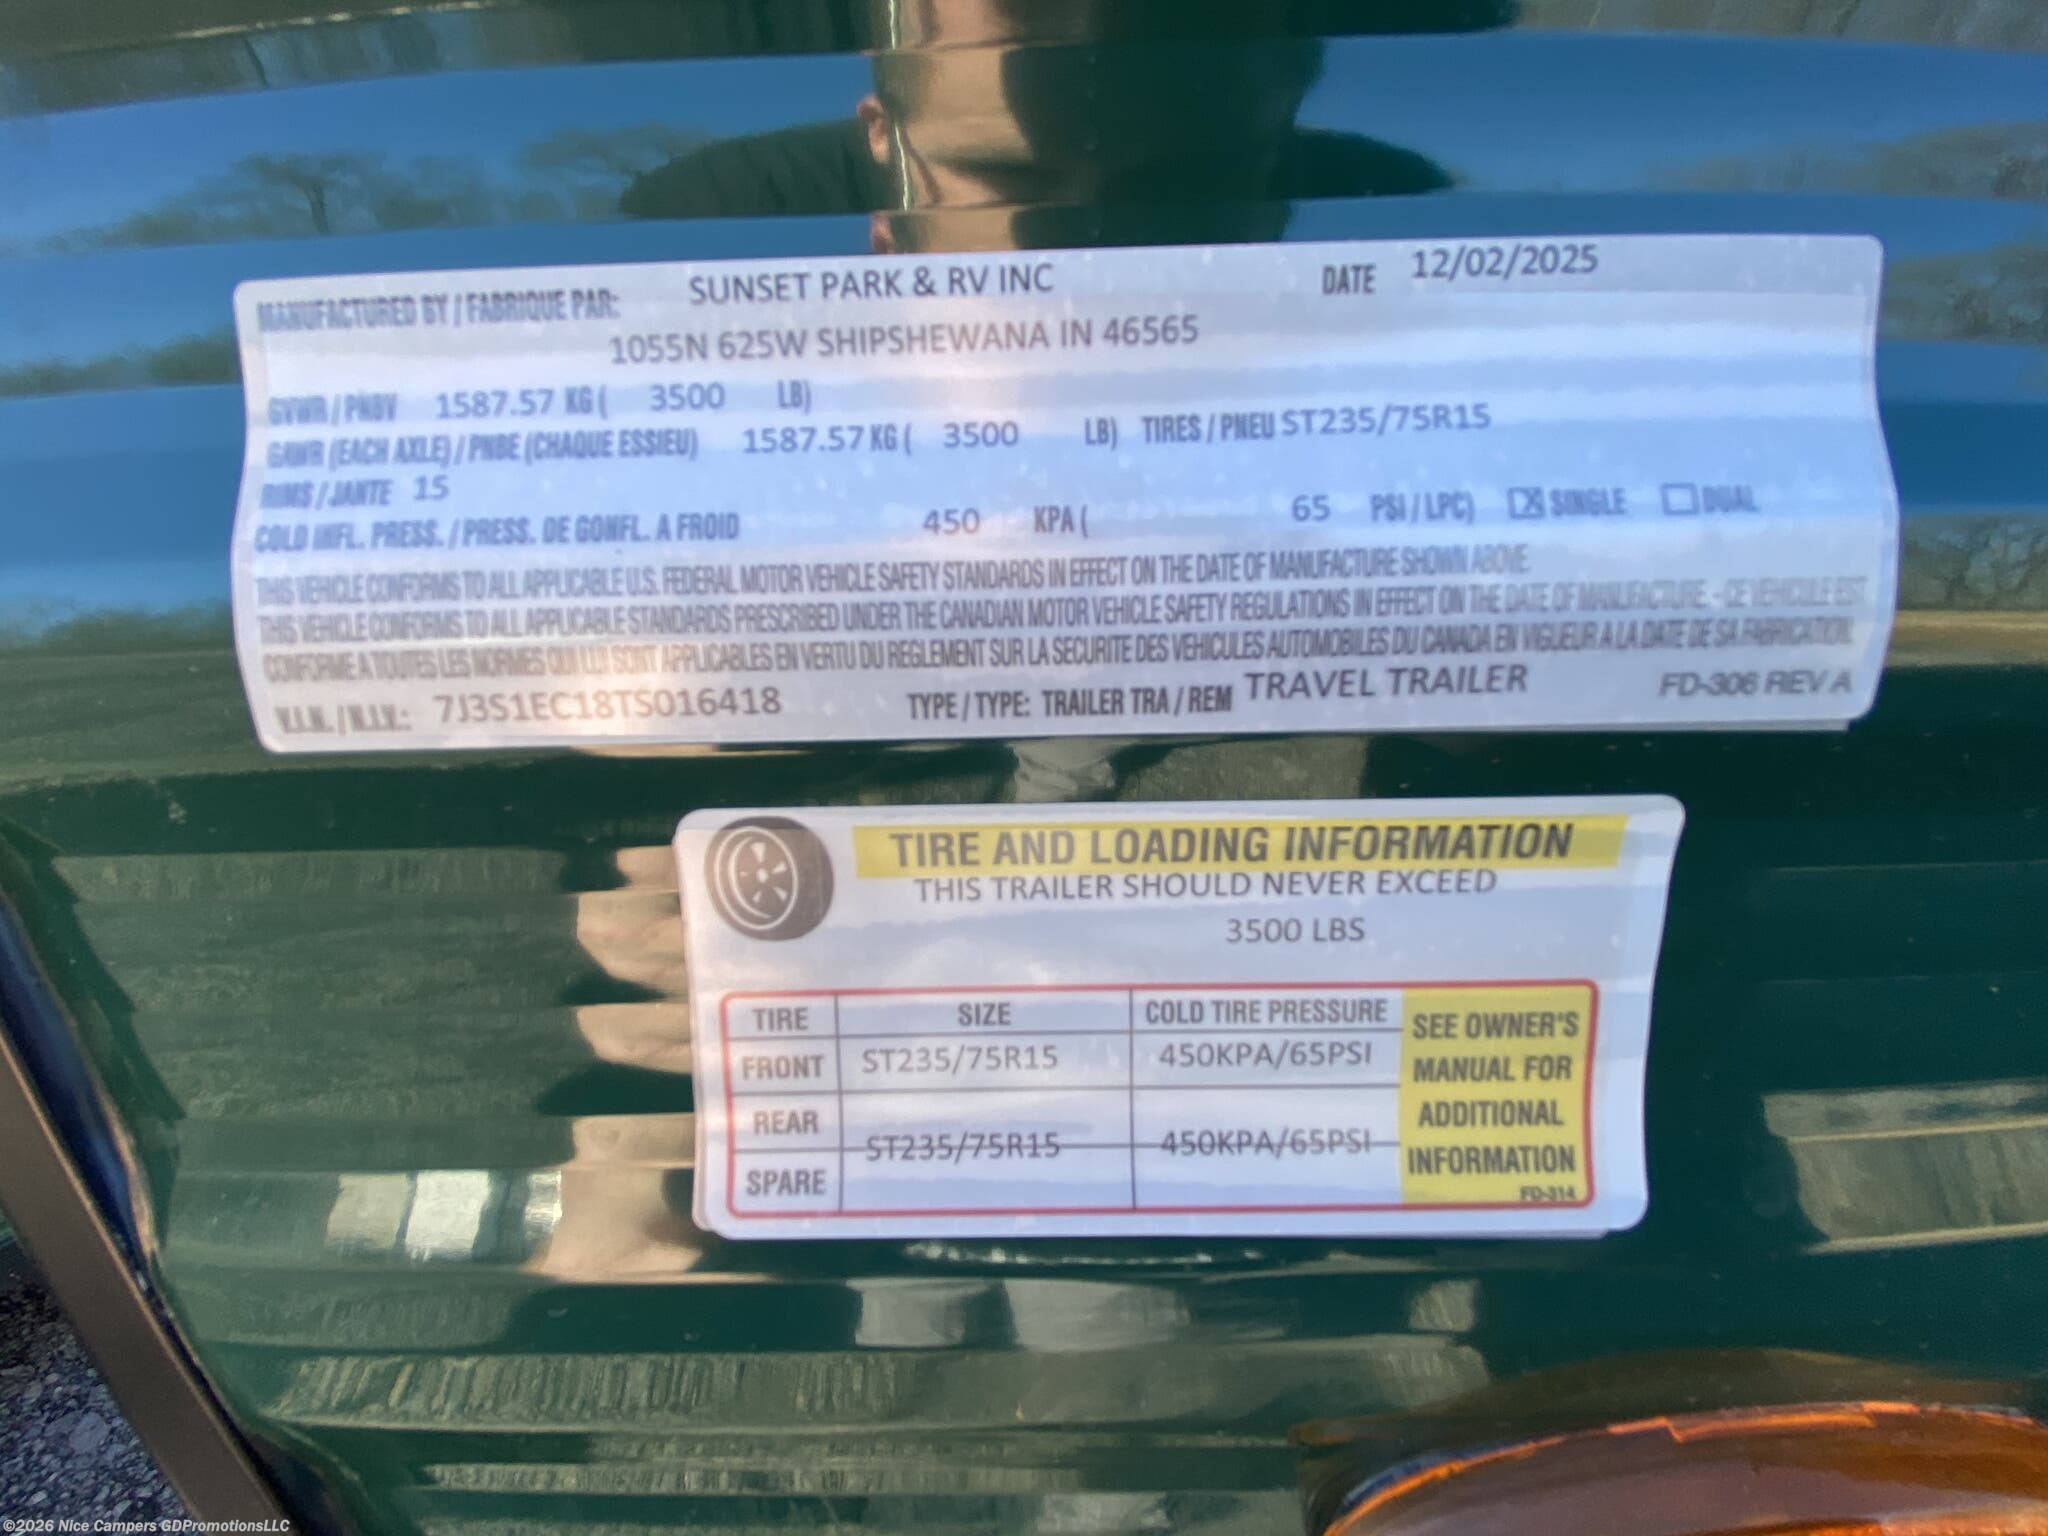 MANUFACTURED BY / FABRIQUE PAR: SUNSET PARK & RV INC DATE 12/02/2025
1055N 625W SHIPSHEWANA IN 46565
GVWR / PNBV 1587.57 KG ( 3500 LB)
GAWR (EACH AXLE) / PNBE (CHAQUE ESSIEU) 1587.57 KG ( 3500 LB) TIRES / PNEU ST235/75R15
RIMS / JANTE 15
COLD INFL. PRESS. / PRESS. DE GONFL. A FROID 450 KPA ( 65 PSI / LPC) ☒ SINGLE ☐ DUAL
THIS VEHICLE CONFORMS TO ALL APPLICABLE U.S. FEDERAL MOTOR VEHICLE SAFETY STANDARDS IN EFFECT ON THE DATE OF MANUFACTURE SHOWN ABOVE
THIS VEHICLE CONFORMS TO ALL APPLICABLE STANDARDS PRESCRIBED UNDER THE CANADIAN MOTOR VEHICLE SAFETY REGULATIONS IN EFFECT ON THE DATE OF MANUFACTURE. - CE VEHICULE EST
CONFORME A TOUTES LES NORMES QUI LUI SONT APPLICABLES EN VERTU DU REGLEMENT SUR LA SECURITE DES VEHICULES AUTOMOBILES DU CANADA EN VIGUEUR A LA DATE DE SA FABRICATION.
V.I.N. / N.I.V.: 7J3S1EC18TS016418 TYPE / TYPE: TRAILER TRA / REM TRAVEL TRAILER FD-306 REV A
TIRE AND LOADING INFORMATION
THIS TRAILER SHOULD NEVER EXCEED
3500 LBS
TIRE SIZE COLD TIRE PRESSURE
FRONT ST235/75R15 450KPA/65PSI
REAR
ST235/75R15 450KPA/65PSI
SPARE
SEE OWNER'S
MANUAL FOR
ADDITIONAL
INFORMATION
FD-314
©2026 Nice Campers GDPromotionsLLC